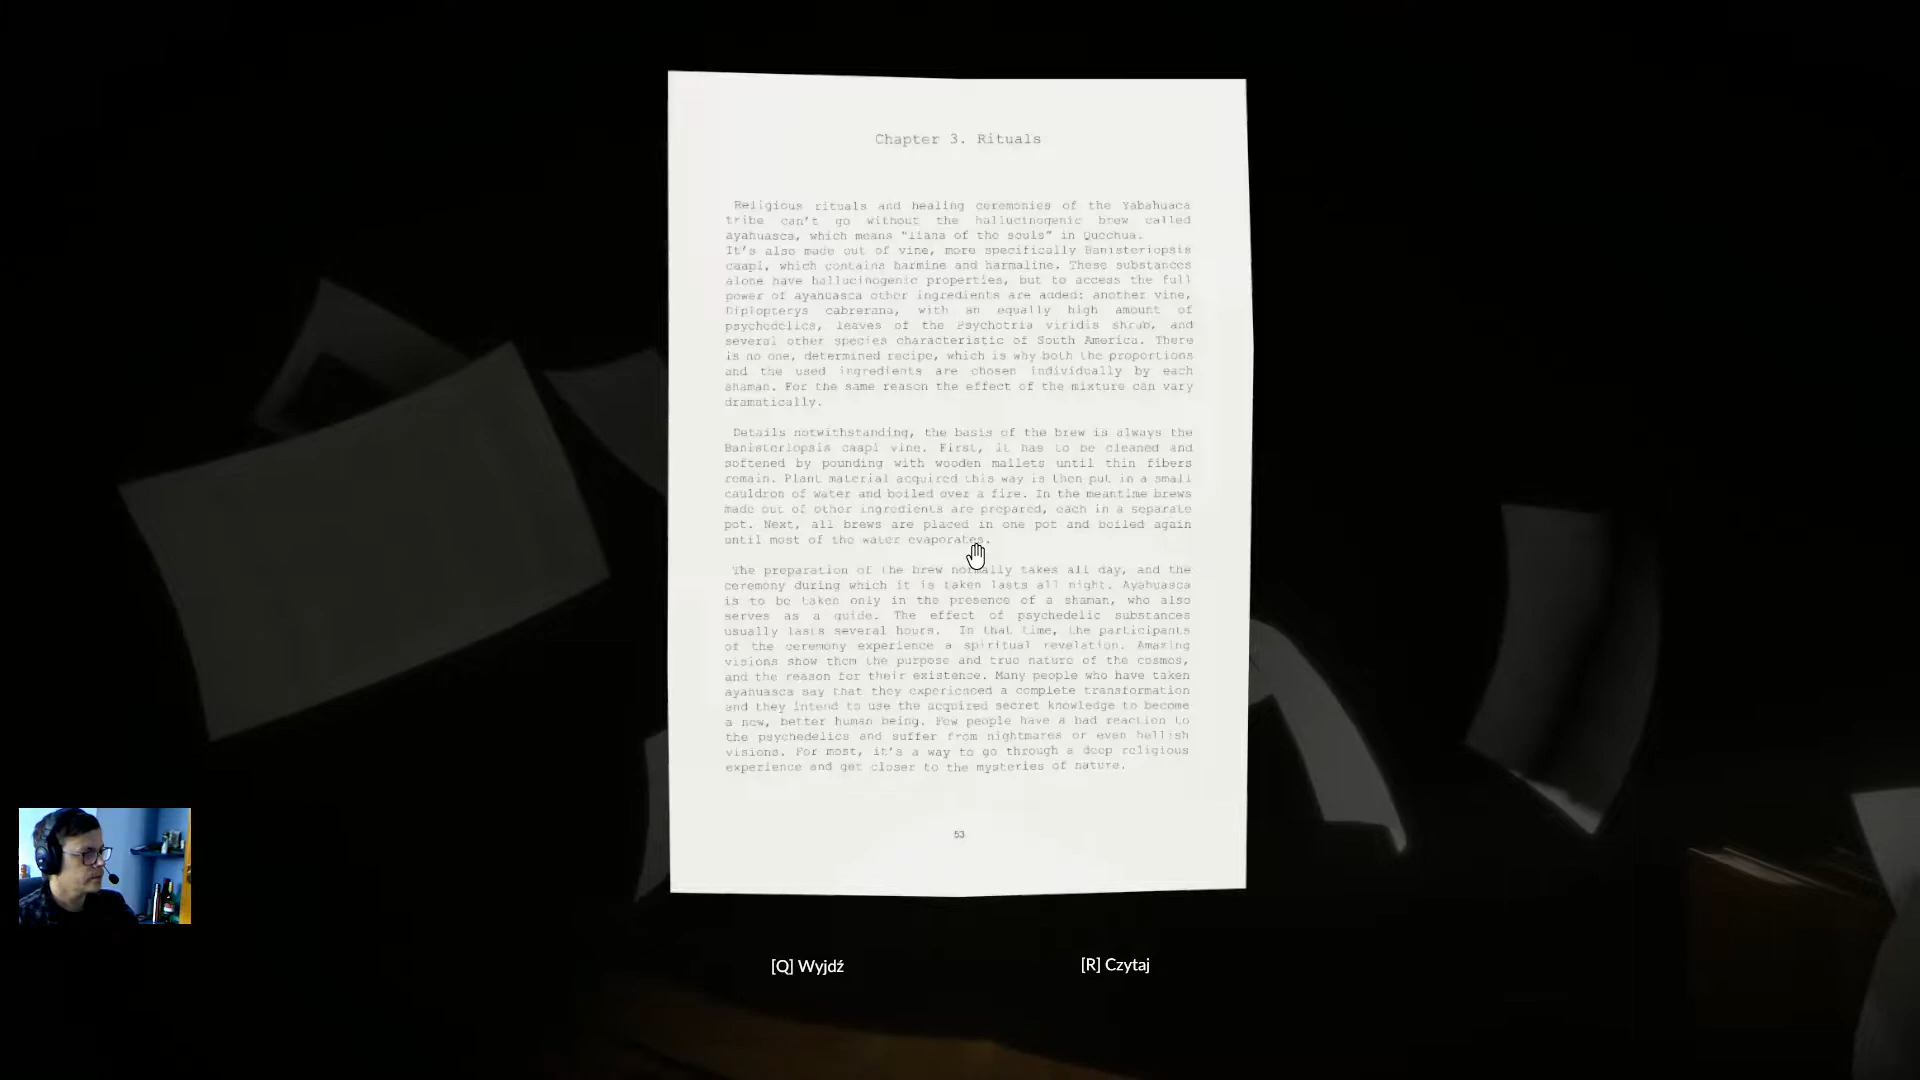 Chapter 3. Rituals
Religious rituals and healing ceremonies of the Yabahuaca
tribe can't go without the hallucinogenic brew called
ayahuasca, which means "liana of the souls" in Quechua.
It's also made out of vine, more specifically Banisteriopsis
caapi, which contains harmine and harmaline. These substances
alone have hallucinogenic properties, but to access the full
power of ayahuasca other ingredients are added: another vine,
Diplopterys cabrerana, with an equally high amount of
psychedelics, leaves of the Psychotria viridis shrub, and
several other species characteristic of South America. There
is no one, determined recipe, which is why both the proportions
and the used ingredients are chosen individually by each
shaman. For the same reason the effect of the mixture can vary
dramatically.
Details notwithstanding, the basis of the brew is always the
Banisteriopsis caapi vine. First, it has to be cleaned and
softened by pounding with wooden mallets until thin fibers
remain. Plant material acquired this way is then put in a small
cauldron of water and boiled over a fire. In the meantime brews
made out of other ingredients are prepared, each in a separate
pot. Next, all brews are placed in one pot and boiled again
until most of the water evaporates.
The preparation of the brew normally takes all day, and the
ceremony during which it is taken lasts all night. Ayahuasca
is to be taken only in the presence of a shaman, who also
serves as a guide. The effect of psychedelic substances
usually lasts several hours. In that time, the participants
of the ceremony experience a spiritual revelation. Amazing
visions show them the purpose and true nature of the cosmos,
and the reason for their existence. Many people who have taken
ayahuasca say that they experienced a complete transformation
and they intend to use the acquired secret knowledge to become
a new, better human being. Few people have a bad reaction to
the psychedelics and suffer from nightmares or even hellish
visions. For most, it's a way to go through a deep religious
experience and get closer to the mysteries of nature.
53
[Q] Wyjdź
[R] Czytaj